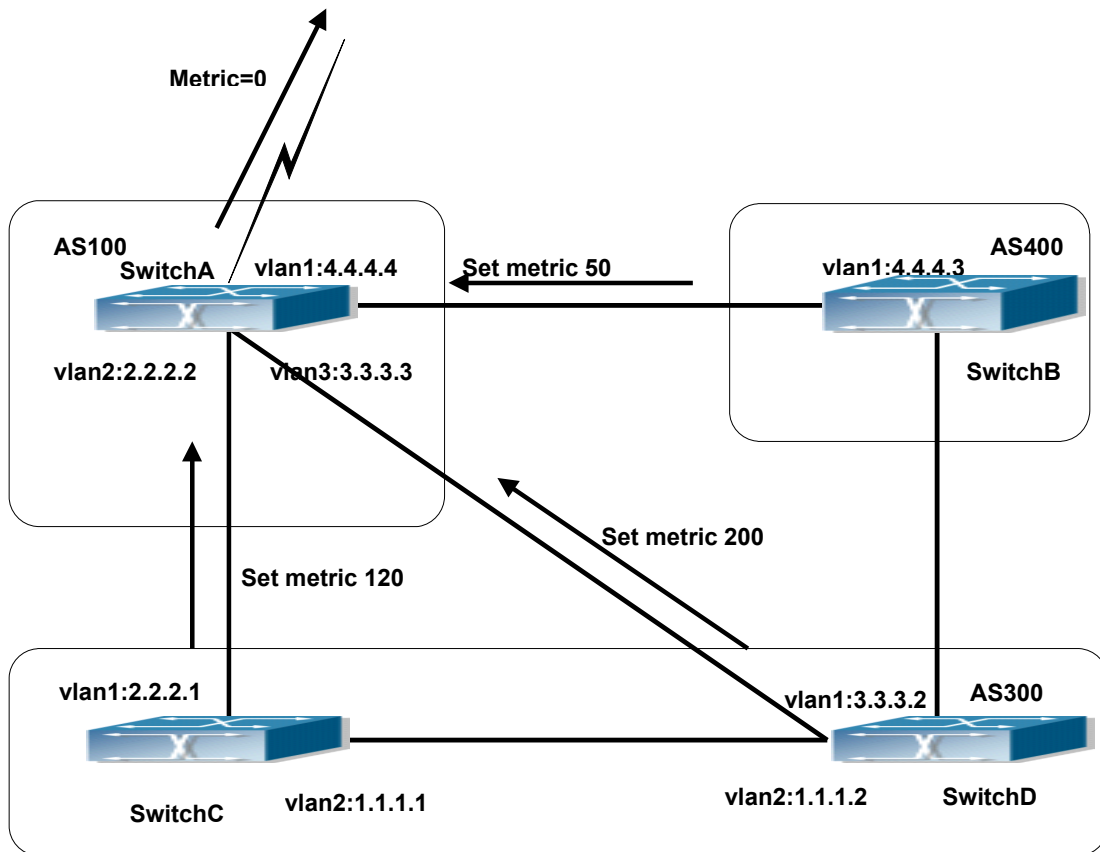 Metric=0
AS100
SwitchA
vlan1:4.4.4.4
Set metric 50
vlan1:4.4.4.3
AS400
vlan2:2.2.2.2
vlan3:3.3.3.3
SwitchB
Set metric 200
Set metric 120
vlan1:2.2.2.1
vlan1:3.3.3.2
AS300
SwitchC
vlan2:1.1.1.1
vlan2:1.1.1.2
SwitchD